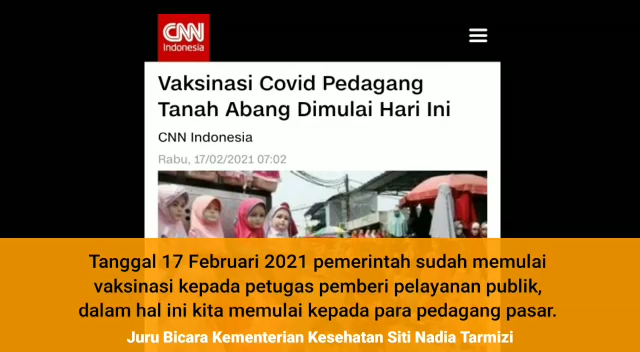 CNN
Indonesia
Vaksinasi Covid Pedagang
Tanah Abang Dimulai Hari Ini
CNN Indonesia
Rabu, 17/02/2021 07:02
Tanggal 17 Februari 2021 pemerintah sudah memulai
vaksinasi kepada petugas pemberi pelayanan publik,
dalam hal ini kita memulai kepada para pedagang pasar.
Juru Bicara Kementerian Kesehatan Siti Nadia Tarmizi